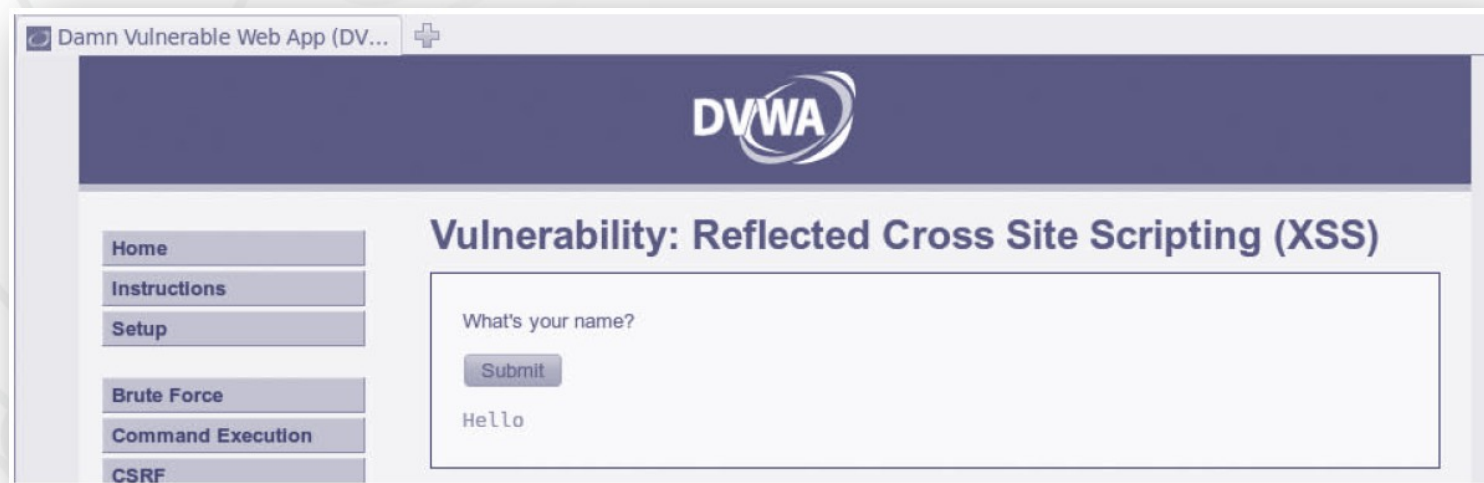 Damn Vulnerable Web App (DV...
DVWA
Vulnerability: Reflected Cross Site Scripting (XSS)
Home
Instructions
Setup
Brute Force
Command Execution
CSRF
What's your name?
Submit
Hello